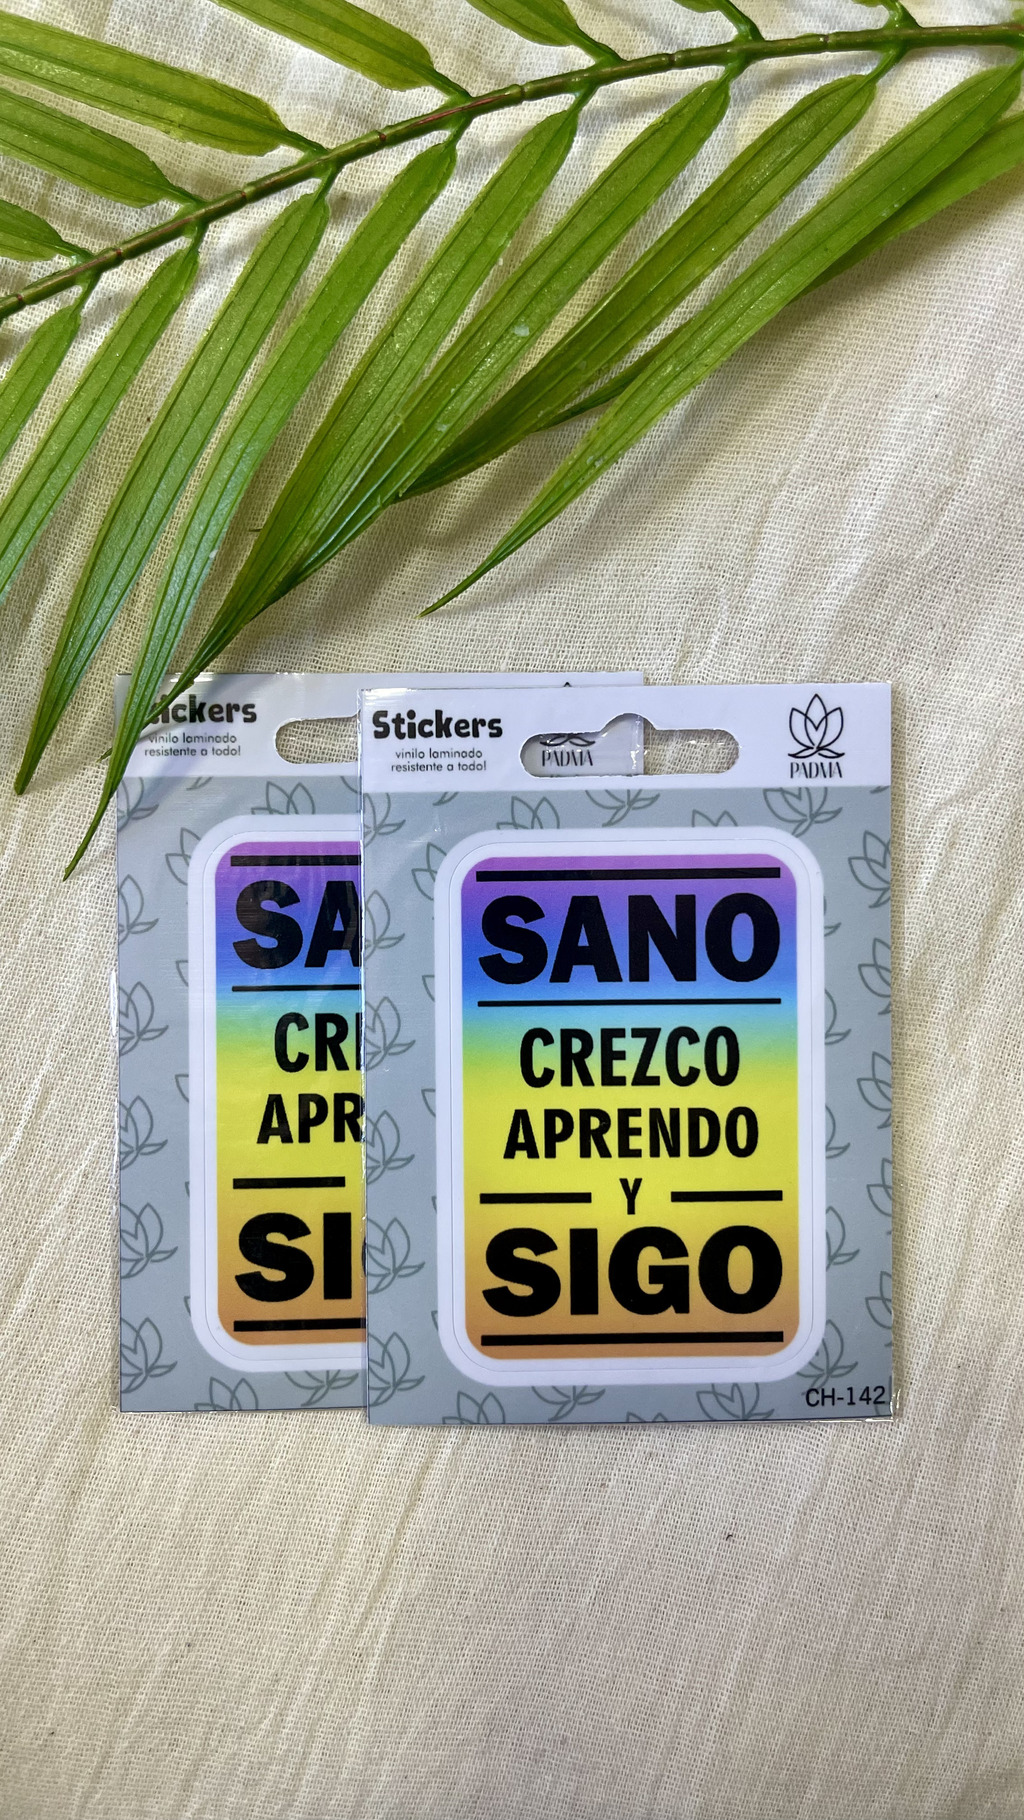 Stickers
vinilo laminado
resistente a todo!
PADMA
SA
CR
APR
SI
Stickers
vinilo laminado
resistente a todo!
PADMA
SANO
CREZCO
APRENDO
Y
SIGO
CH-142